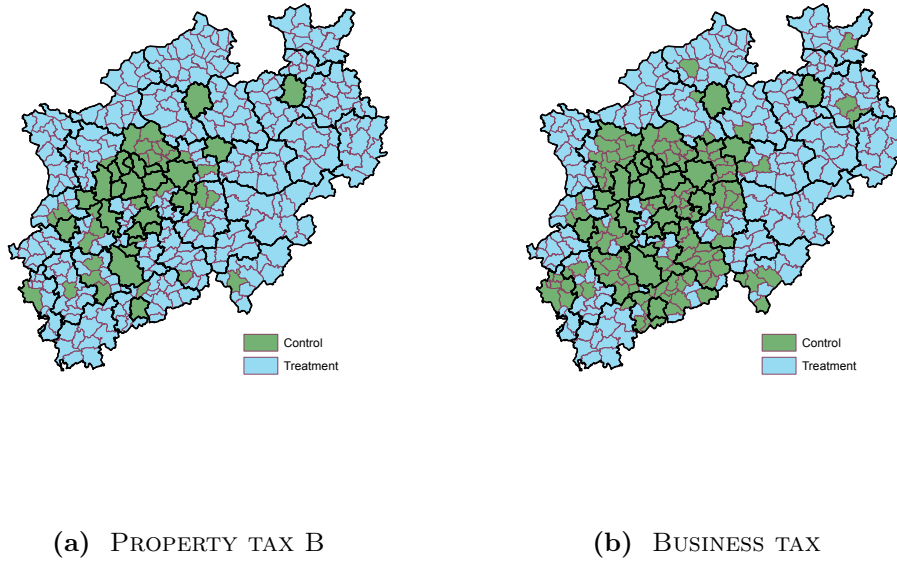 Control
Treatment
Control
Treatment
(a) PROPERTY TAX B
(b) BUSINESS TAX